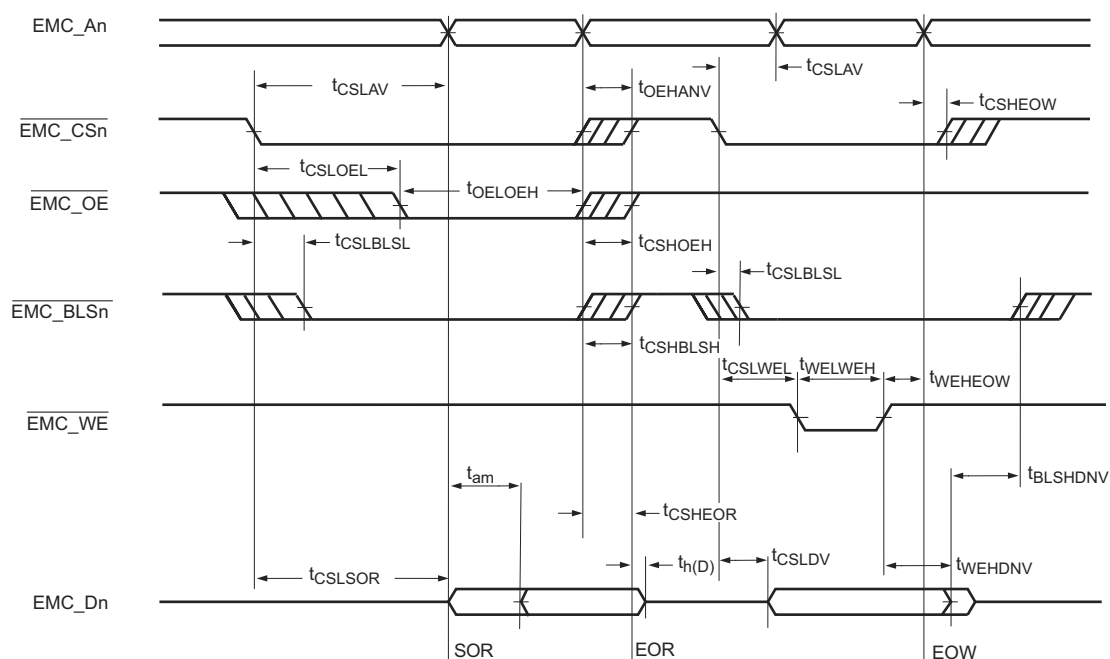 EMC_An
tCSLAV
tOEHANV
tCSLAV
tCSHEOW
EMC_CSn
tCSLOEL
tOELOEH
EMC_OE
tCSLBLSL
tCSHOEH
tCSLBLSL
EMC_BLSn
tCSHBLSH
tCSLWEL
tWELWEH
tWEHEOW
EMC_WE
tam
tBLSHDNV
tCSHEOR
tCSLSOR
th(D)
tCSLDV
tWEHDNV
EMC_Dn
SOR
EOR
EOW